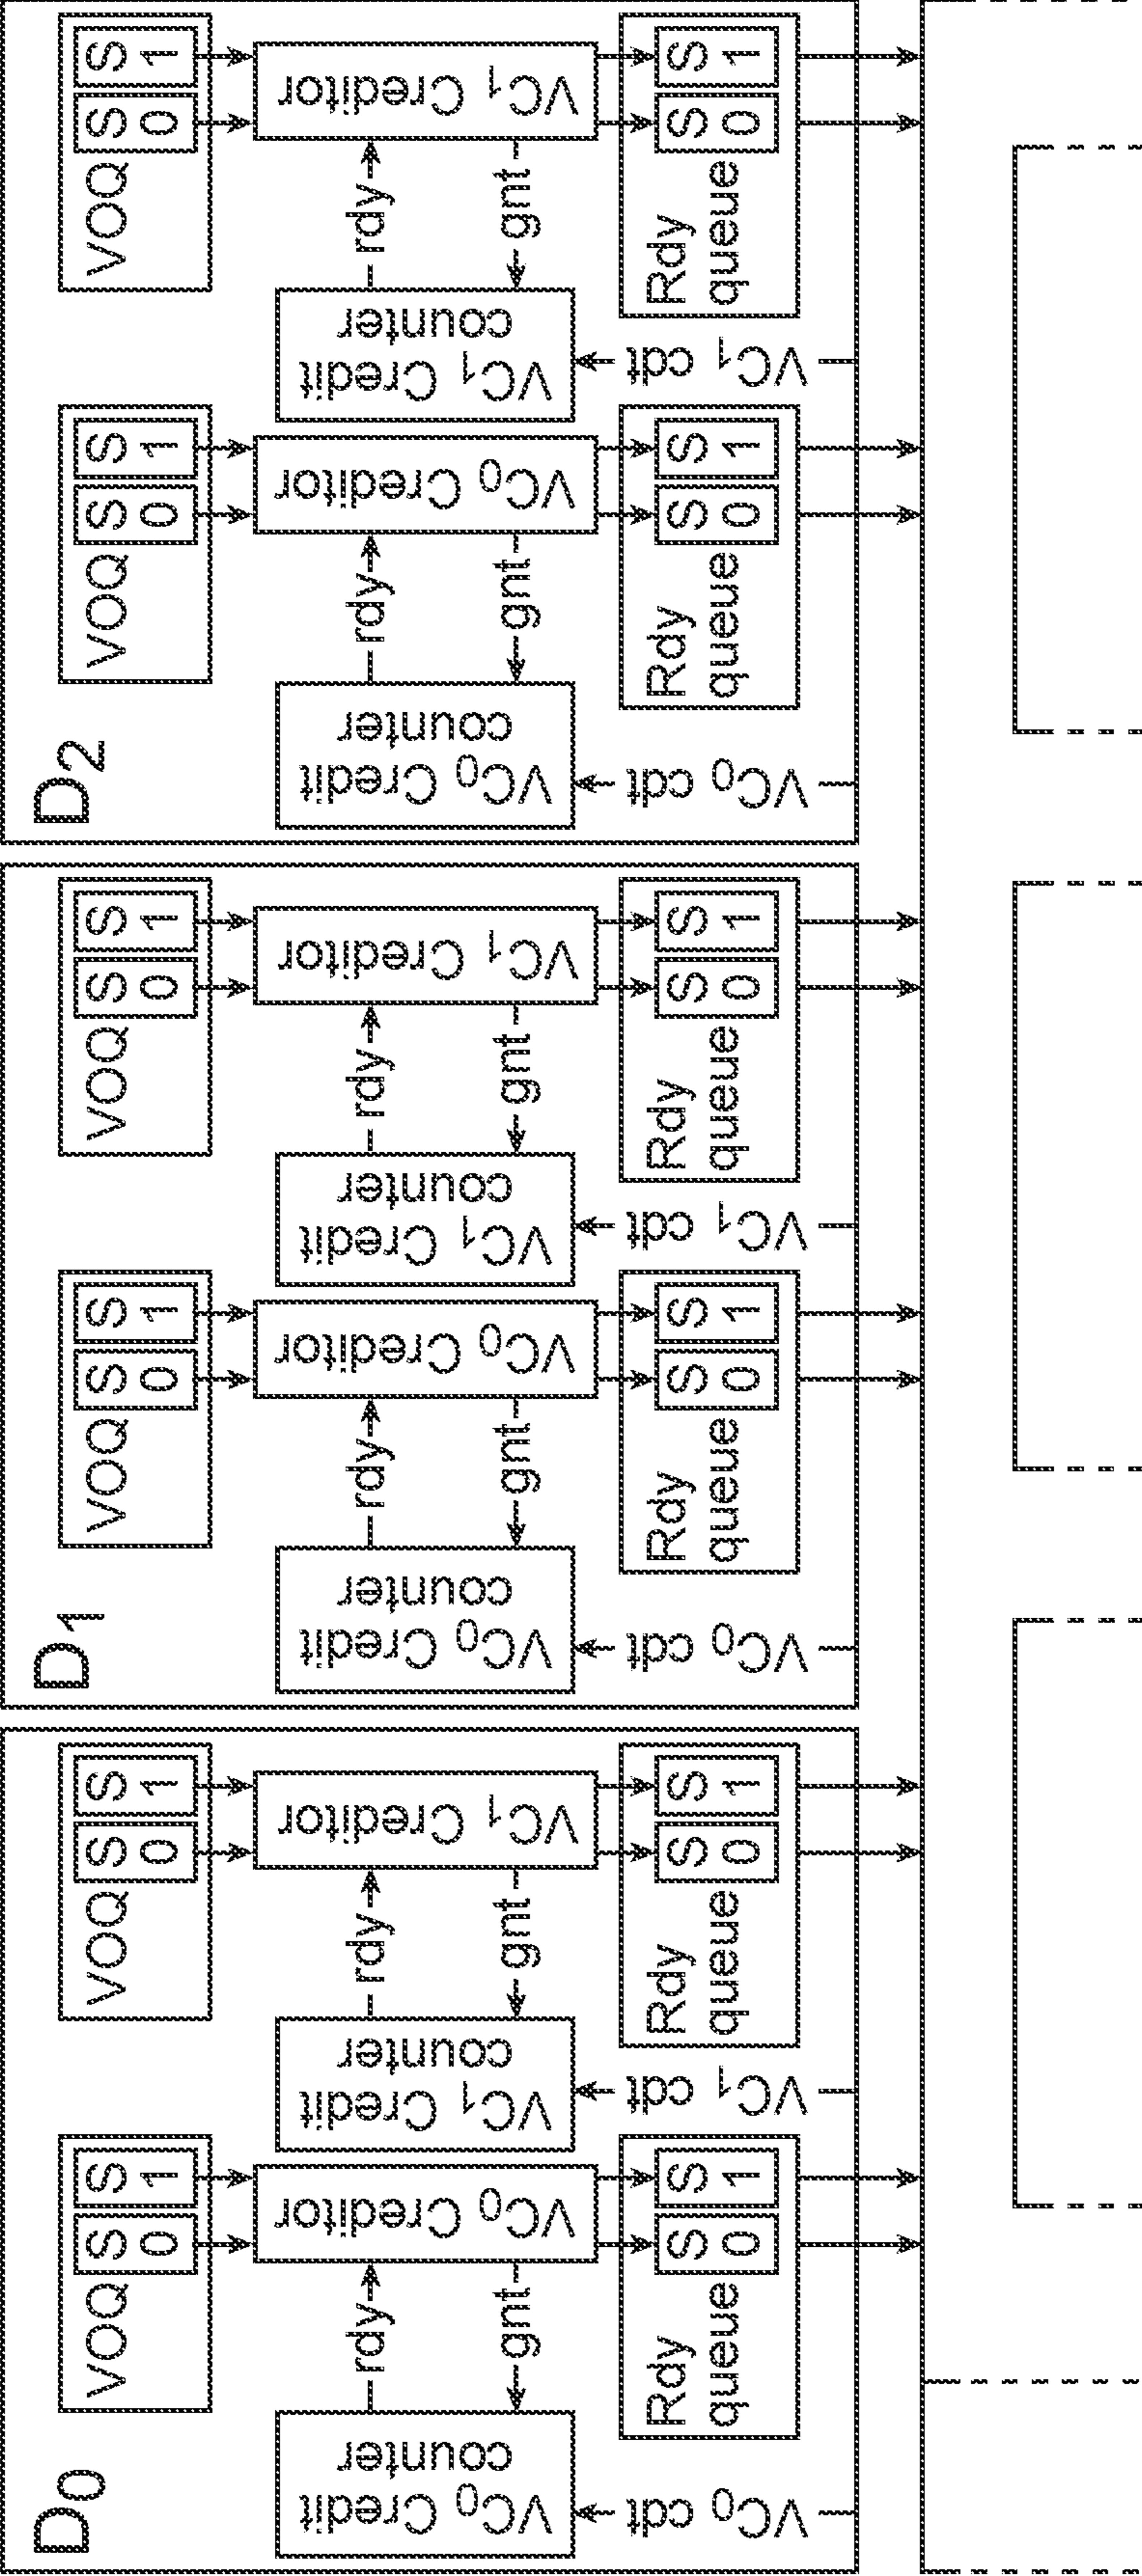 D0
VOQ
S
0
S
1
VC0 Credit
counter
rdy
gnt
VC0 Creditor
VC0 cdt
Rdy
queue
S
0
S
1
VOQ
S
0
S
1
VC1 Credit
counter
rdy
gnt
VC1 Creditor
VC1 cdt
Rdy
queue
S
0
S
1
D1
VOQ
S
0
S
1
VC0 Credit
counter
rdy
gnt
VC0 Creditor
VC0 cdt
Rdy
queue
S
0
S
1
VOQ
S
0
S
1
VC1 Credit
counter
rdy
gnt
VC1 Creditor
VC1 cdt
Rdy
queue
S
0
S
1
D2
VOQ
S
0
S
1
VC0 Credit
counter
rdy
gnt
VC0 Creditor
VC0 cdt
Rdy
queue
S
0
S
1
VOQ
S
0
S
1
VC1 Credit
counter
rdy
gnt
VC1 Creditor
VC1 cdt
Rdy
queue
S
0
S
1